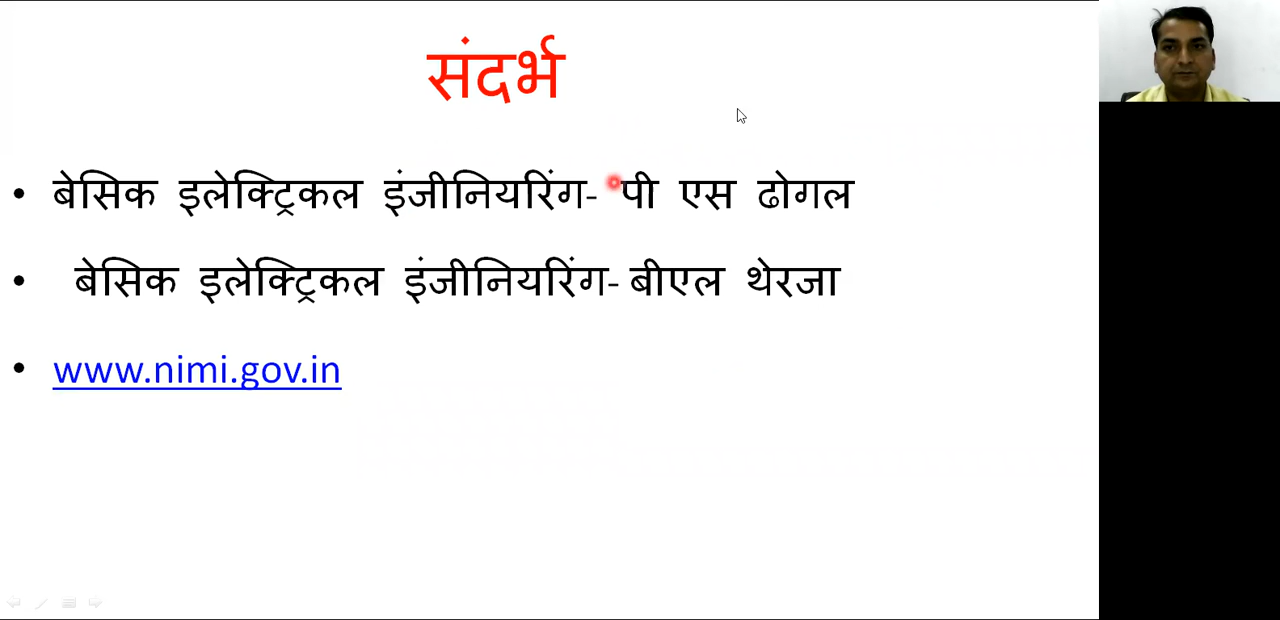 संदर्भ
• बेसिक इलेक्ट्रिकल इंजीनियरिंग- पी एस ढोगल
• बेसिक इलेक्ट्रिकल इंजीनियरिंग- बीएल थेरजा
• www.nimi.gov.in